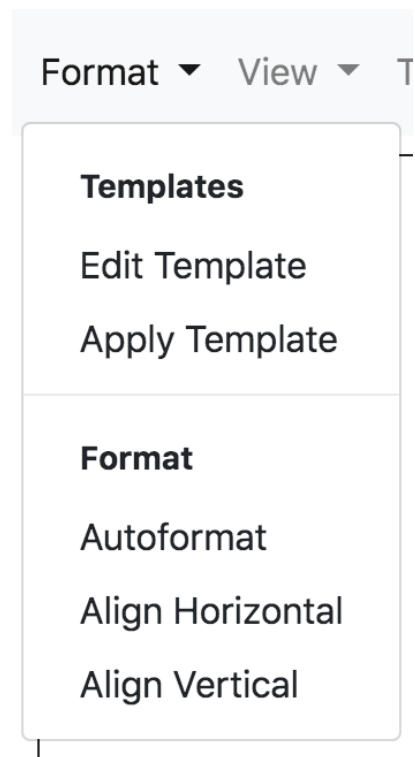 Format View T
Templates
Edit Template
Apply Template
Format
Autoformat
Align Horizontal
Align Vertical